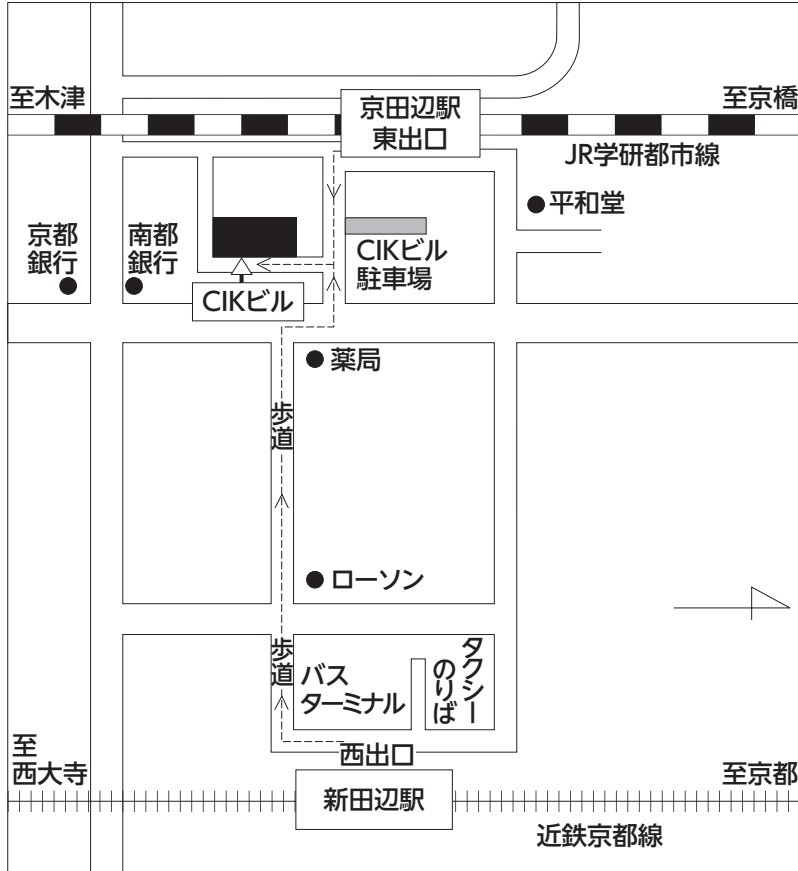 至木津
京田辺駅
東出口
至京橋
JR学研都市線
平和堂
京都
銀行
南都
銀行
CIKビル
駐車場
CIKビル
薬局
歩道
ローソン
歩道
バス
ターミナル
タクシー
のりば
西出口
至
西大寺
新田辺駅
至京都
近鉄京都線